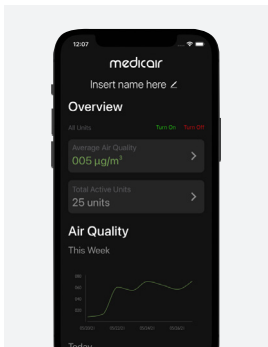 12:07
medicair
Insert name here
Overview
All Units Turn On Turn Off
Average Air Quality
005 µg/m³
Total Active Units
25 units
Air Quality
This Week
Today